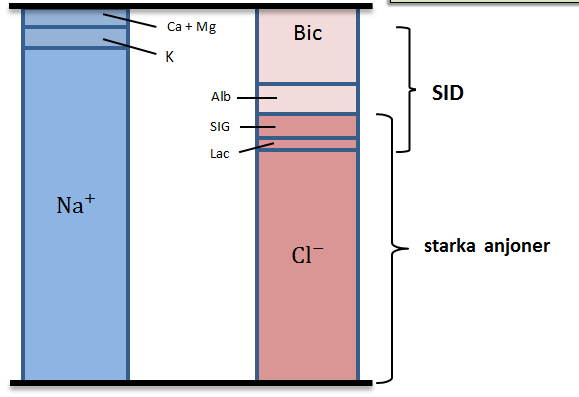 Ca + Mg
K
Na⁺
Bic
Alb
SIG
Lac
Cl⁻
SID
starka anjoner